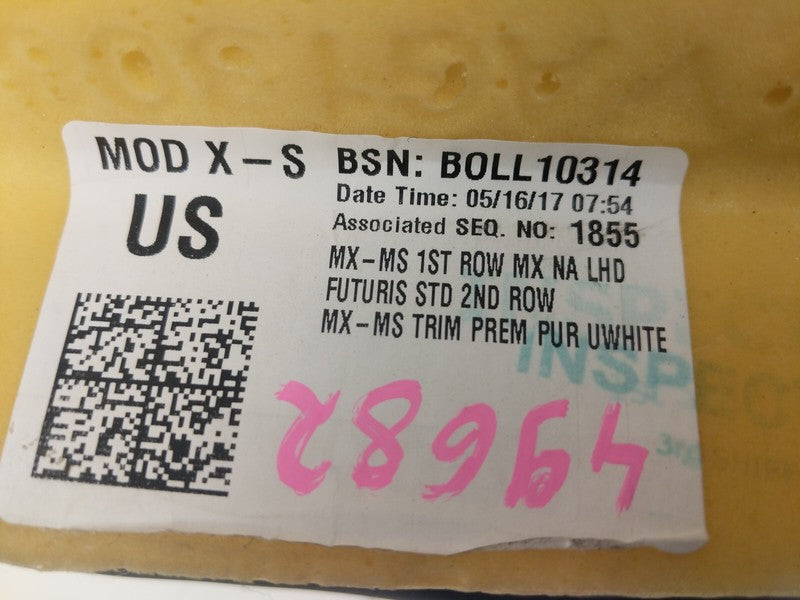 MOD X-S
US
BSN: BOLL10314
Date Time: 05/16/17 07:54
Associated SEQ. NO: 1855
MX-MS 1ST ROW MX NA LHD
FUTURIS STD 2ND ROW
MX-MS TRIM PREM PUR UWHITE
49682